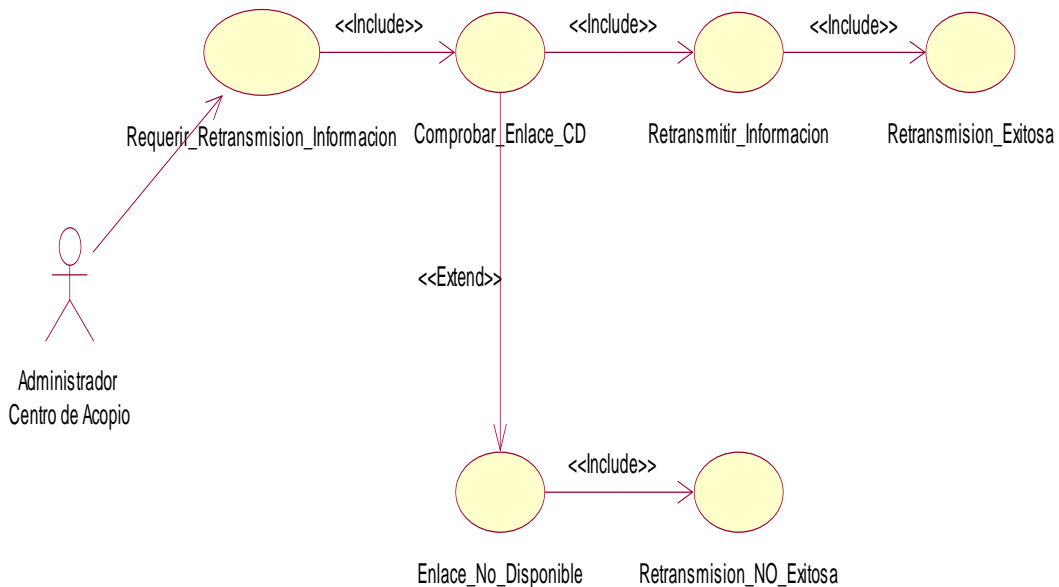 <<Include>>
<<Include>>
<<Include>>
Requerir_Retransmision_Informacion
Comprobar_Enlace_CD
Retransmitir_Informacion
Retransmision_Exitosa
<<Extend>>
Administrador
Centro de Acopio
<<Include>>
Enlace_No_Disponible
Retransmision_NO_Exitosa